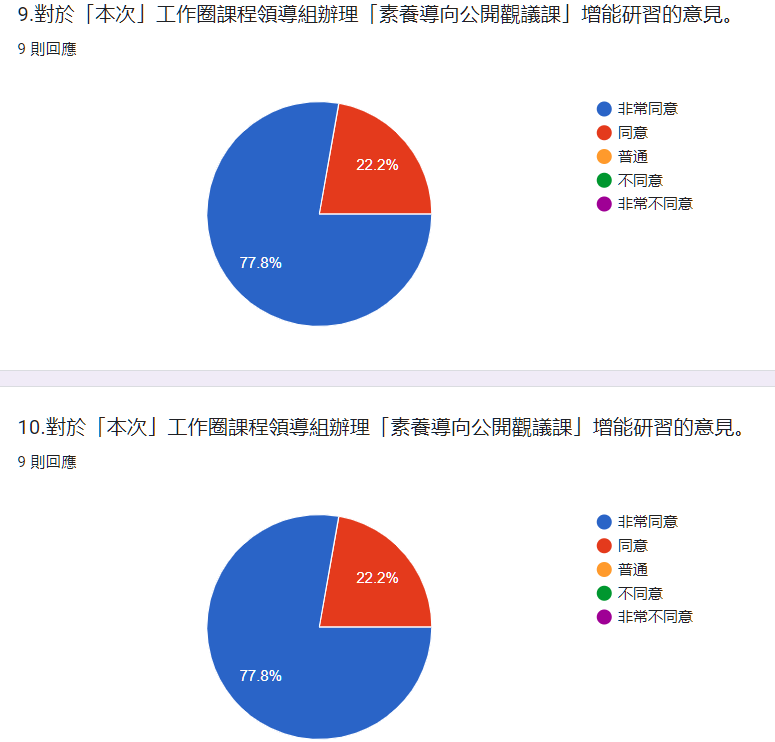 9.對於「本次」工作圈課程領導組辦理「素養導向公開觀議課」增能研習的意見。
9 則回應
非常同意
同意
普通
不同意
非常不同意
22.2%
77.8%
10.對於「本次」工作圈課程領導組辦理「素養導向公開觀議課」增能研習的意見。
9 則回應
非常同意
同意
普通
不同意
非常不同意
22.2%
77.8%